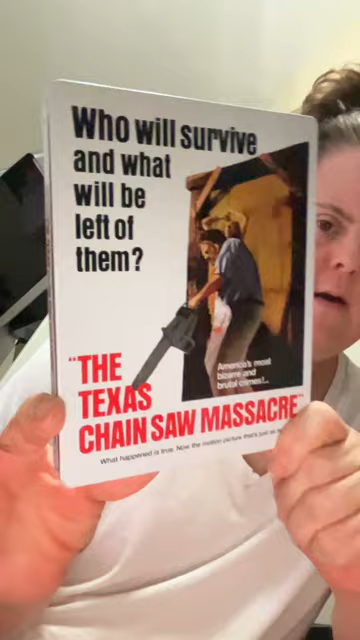 Who will survive
and what
will be
left of
them?
America's most
bizarre and
brutal crimes!...
"THE
TEXAS
CHAIN SAW MASSACRE"
What happened is true. Now the motion picture that's just as